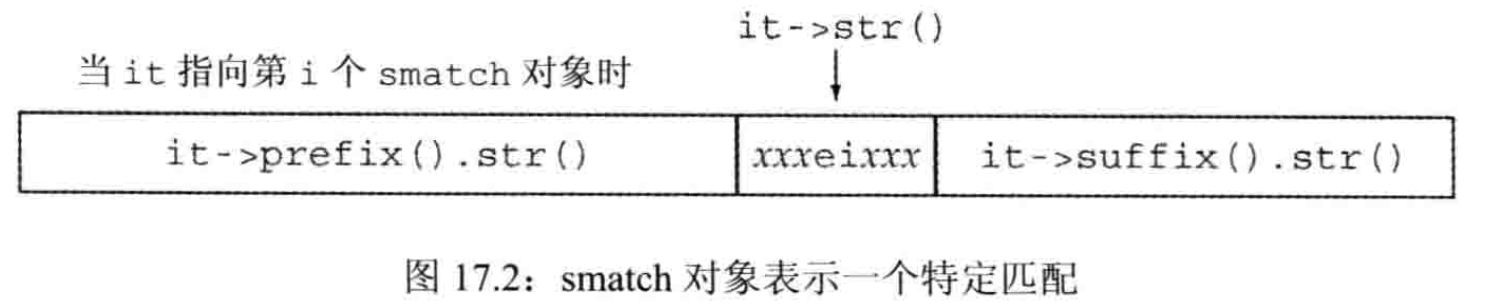 it->str()
当 it 指向第 i 个 smatch 对象时
it->prefix().str() xxxeixxx it->suffix().str()
图 17.2：smatch 对象表示一个特定匹配